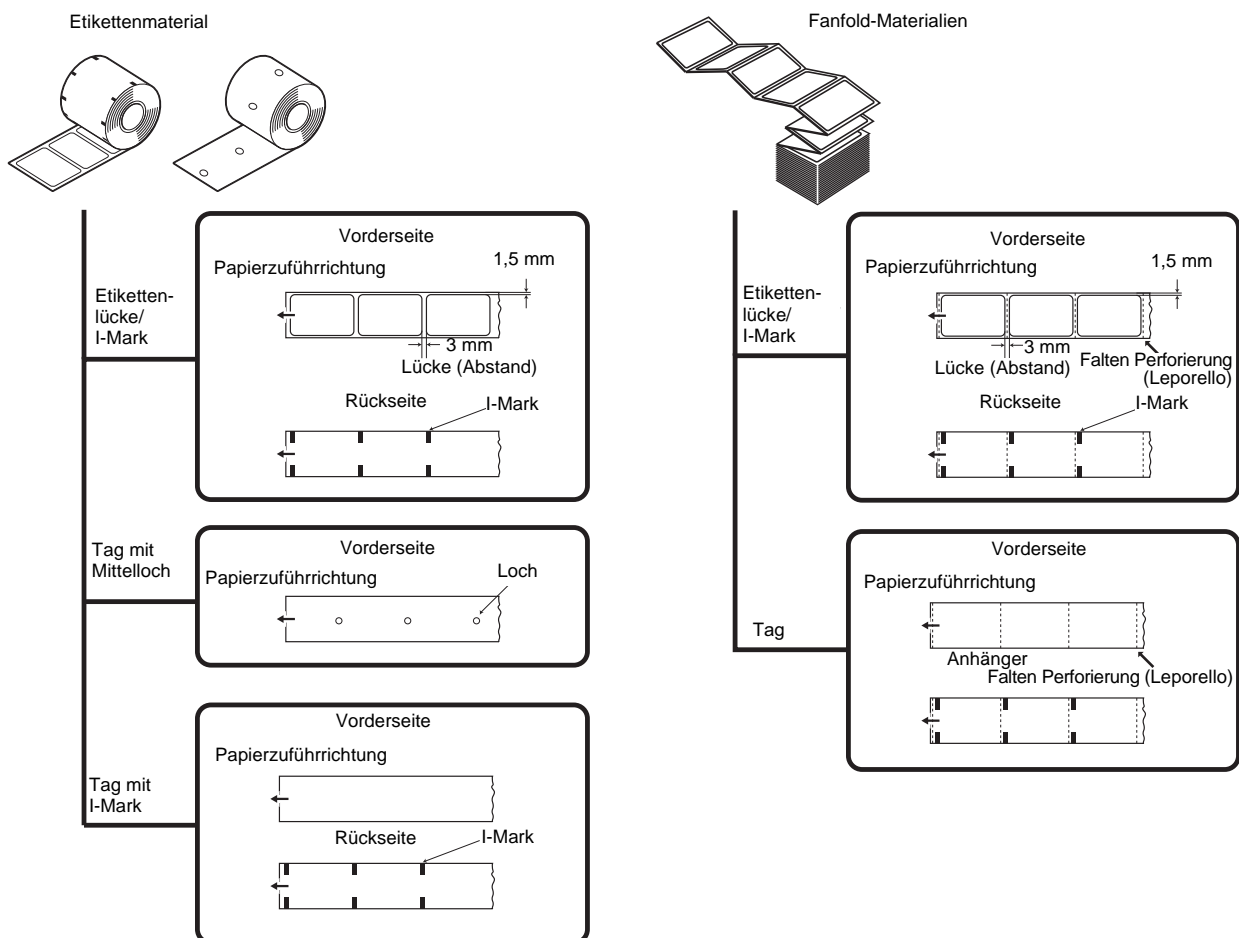 Etikettenmaterial
Etiketten-
lücke/
I-Mark
Vorderseite
Papierzuführrichtung
1,5 mm
3 mm
Lücke (Abstand)
Rückseite
I-Mark
Tag mit
Mittelloch
Vorderseite
Papierzuführrichtung
Loch
Tag mit
I-Mark
Vorderseite
Papierzuführrichtung
Rückseite
I-Mark
Fanfold-Materialien
Etiketten-
lücke/
I-Mark
Vorderseite
Papierzuführrichtung
1,5 mm
3 mm
Lücke (Abstand)
Falten Perforierung
(Leporello)
Rückseite
I-Mark
Tag
Vorderseite
Papierzuführrichtung
Anhänger
Falten Perforierung (Leporello)